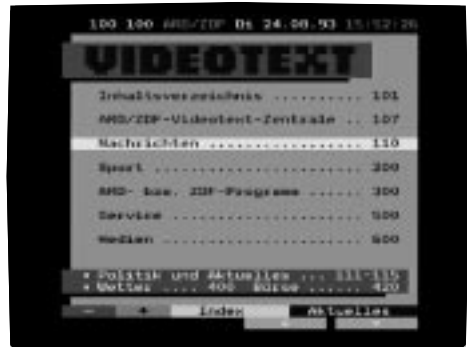 100 100 ARD/ZDF Di 24.08.93 15:52:26
VIDEOTEXT
Inhaltsverzeichnis .......... 101
ARD/ZDF-Videotext-Zentrale .. 107
Nachrichten ................. 110
Sport ....................... 200
ARD- bzw. ZDF-Programm ...... 300
Service ..................... 500
Medien ...................... 600
Politik und Aktuelles ... 111-115
Wetter .... 400 Börse ...... 420
- + Index Aktuelles